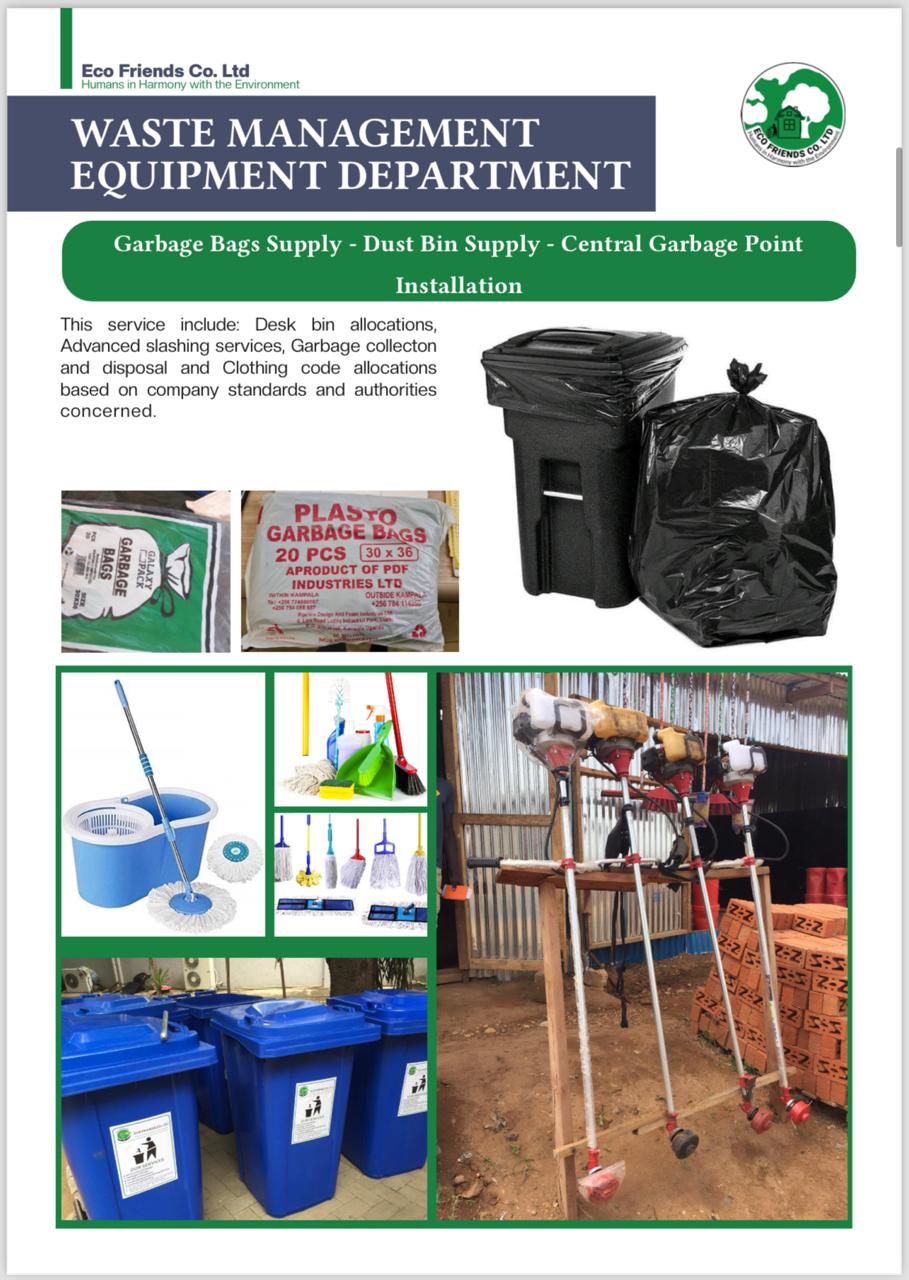 Eco Friends Co. Ltd
Humans in Harmony with the Environment
WASTE MANAGEMENT
EQUIPMENT DEPARTMENT
ECO FRIENDS CO. LTD
Humans in Harmony with the Environment
Garbage Bags Supply - Dust Bin Supply - Central Garbage Point
Installation
This service include: Desk bin allocations,
Advanced slashing services, Garbage collecton
and disposal and Clothing code allocations
based on company standards and authorities
concerned.
GALAXY
PACK
GARBAGE
BAGS
PLASTO
GARBAGE BAGS
20 PCS 30 x 36
APRODUCT OF PDF
INDUSTRIES LTD
WITHIN KAMPALA
OUTSIDE KAMPALA
OUR SERVICES